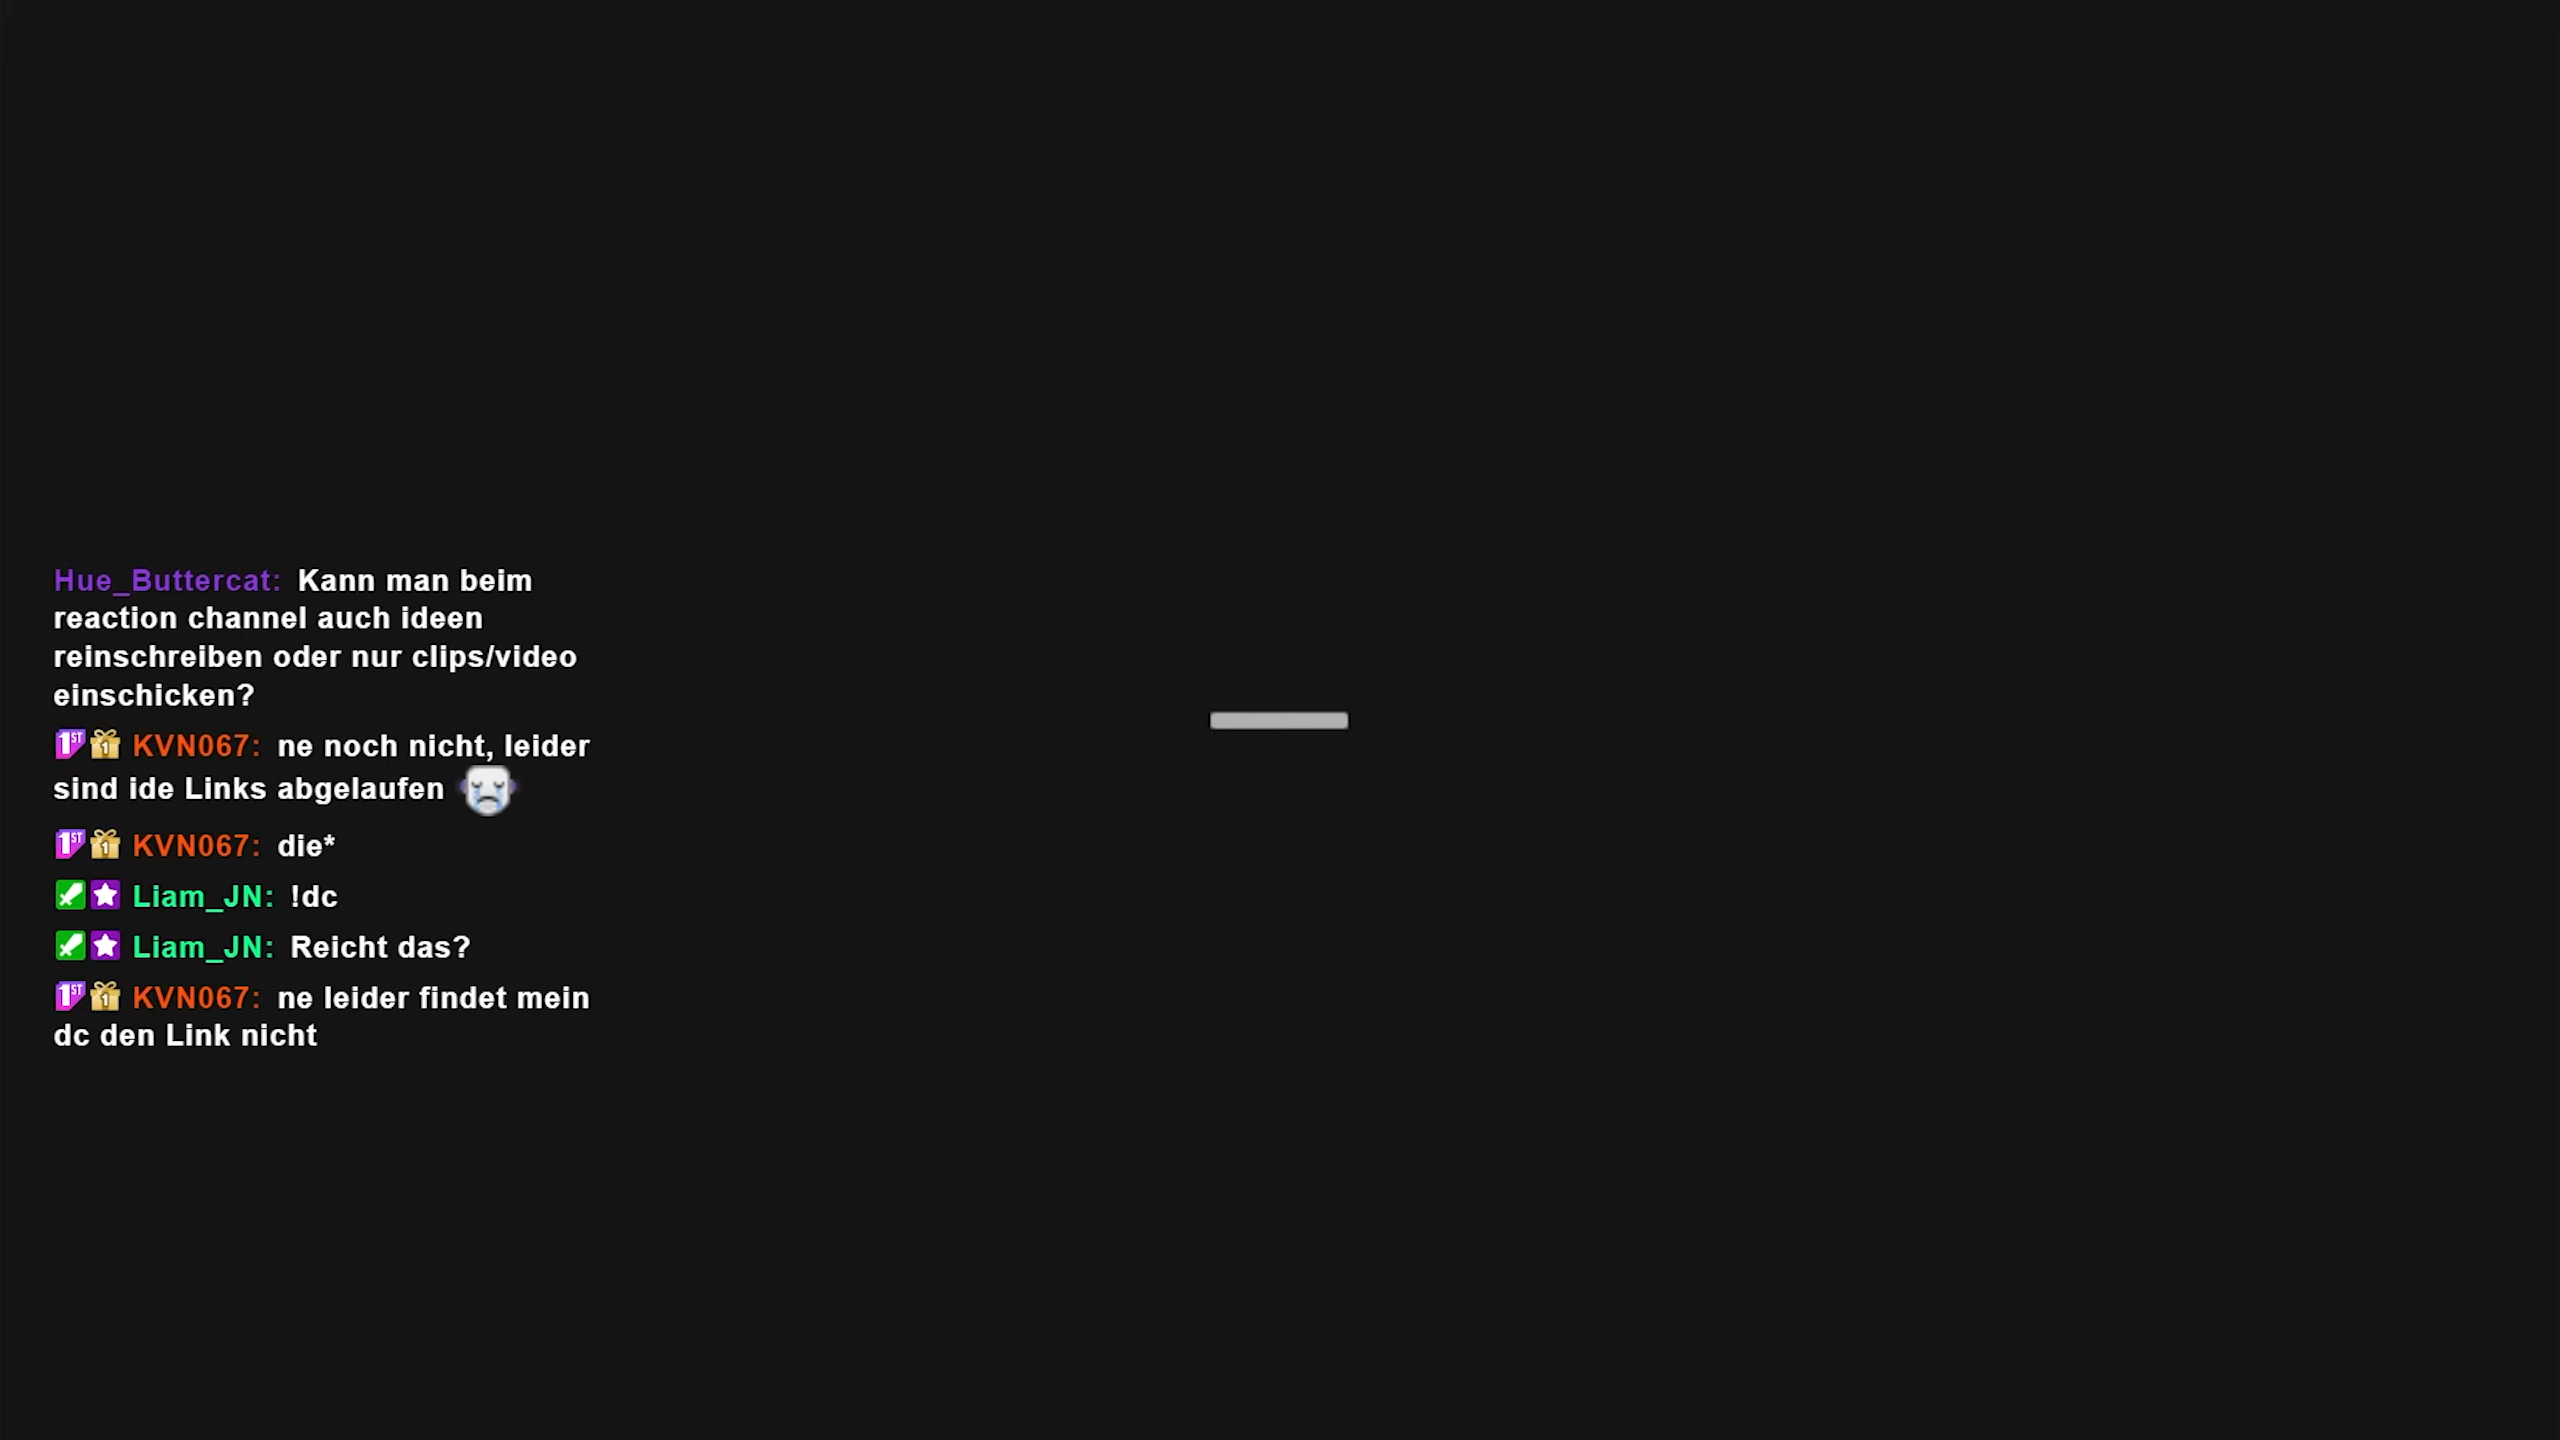 Hue_Buttercat: Kann man beim
reaction channel auch ideen
reinschreiben oder nur clips/video
einschicken?
KVN067: ne noch nicht, leider
sind ide Links abgelaufen
KVN067: die*
Liam_JN: !dc
Liam_JN: Reicht das?
KVN067: ne leider findet mein
dc den Link nicht